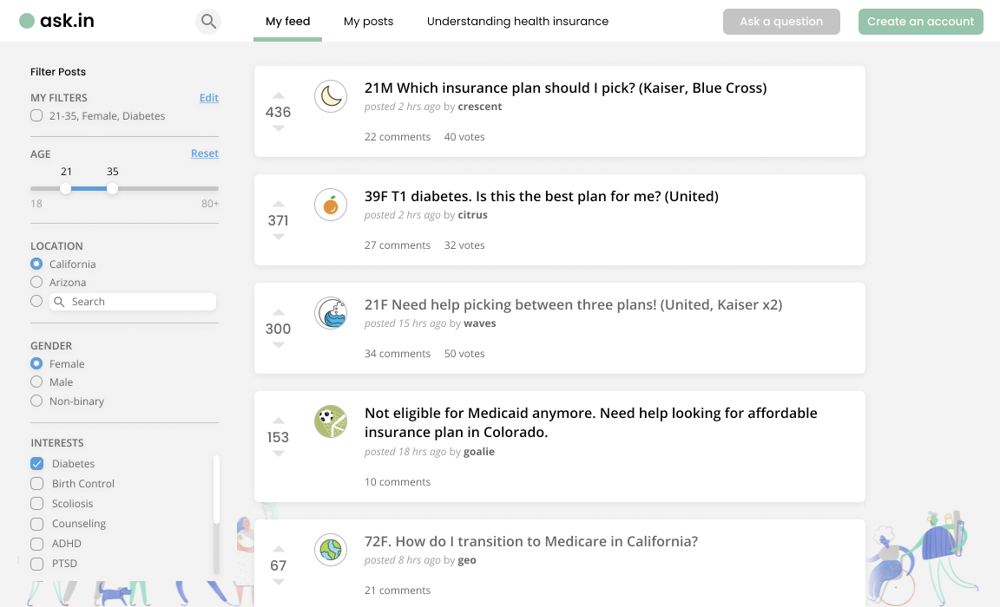 ask.in
My feed
My posts
Understanding health insurance
Ask a question
Create an account
Filter Posts
MY FILTERS
Edit
21-35, Female, Diabetes
AGE
Reset
21
35
18
80+
LOCATION
California
Arizona
Search
GENDER
Female
Male
Non-binary
INTERESTS
Diabetes
Birth Control
Scoliosis
Counseling
ADHD
PTSD
436
21M Which insurance plan should I pick? (Kaiser, Blue Cross)
posted 2 hrs ago by crescent
22 comments
40 votes
371
39F T1 diabetes. Is this the best plan for me? (United)
posted 2 hrs ago by citrus
27 comments
32 votes
300
21F Need help picking between three plans! (United, Kaiser x2)
posted 15 hrs ago by waves
34 comments
50 votes
153
Not eligible for Medicaid anymore. Need help looking for affordable
insurance plan in Colorado.
posted 18 hrs ago by goalie
10 comments
67
72F. How do I transition to Medicare in California?
posted 8 hrs ago by geo
21 comments